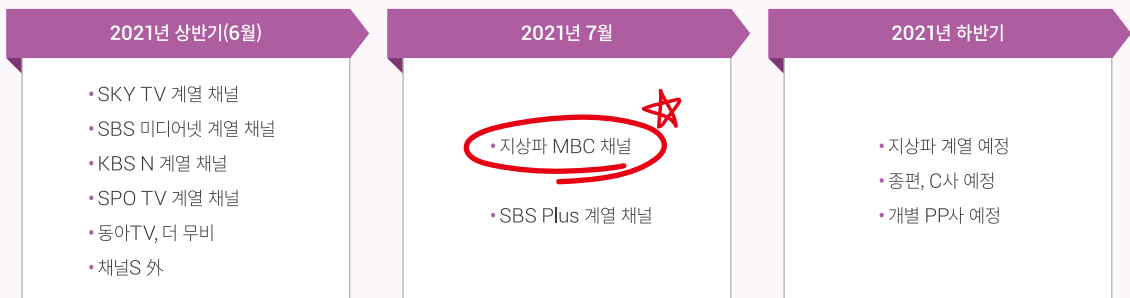 2021년 상반기(6월)
• SKY TV 계열 채널
• SBS 미디어넷 계열 채널
• KBS N 계열 채널
• SPO TV 계열 채널
• 동아TV, 더 무비
• 채널S 外
2021년 7월
• 지상파 MBC 채널
• SBS Plus 계열 채널
2021년 하반기
• 지상파 계열 예정
• 종편, C사 예정
• 개별 PP사 예정